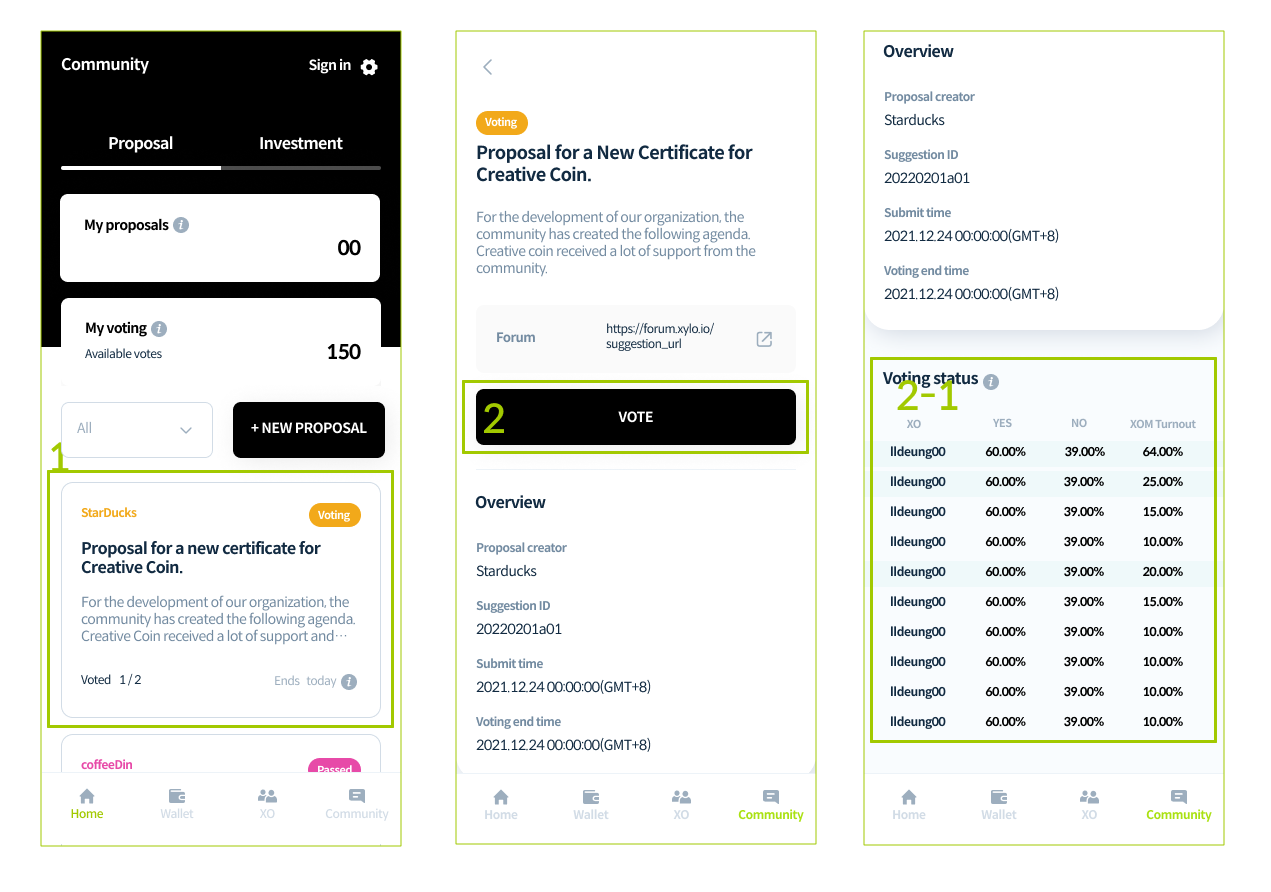 Community
Sign in
Proposal
Investment
My proposals i
00
My voting i
Available votes
150
All
+ NEW PROPOSAL
1
StarDucks
Voting
Proposal for a new certificate for
Creative Coin.
For the development of our organization, the
community has created the following agenda.
Creative Coin received a lot of support and···
Voted 1 / 2
Ends today i
coffeeDin
Passed
Home
Wallet
XO
Community
Voting
Proposal for a New Certificate for
Creative Coin.
For the development of our organization, the
community has created the following agenda.
Creative coin received a lot of support from the
community.
Forum
https://forum.xylo.io/
suggestion_url
2
VOTE
Overview
Proposal creator
Starducks
Suggestion ID
20220201a01
Submit time
2021.12.24 00:00:00(GMT+8)
Voting end time
2021.12.24 00:00:00(GMT+8)
Home
Wallet
XO
Community
Overview
Proposal creator
Starducks
Suggestion ID
20220201a01
Submit time
2021.12.24 00:00:00(GMT+8)
Voting end time
2021.12.24 00:00:00(GMT+8)
Voting status i
2-1
XO YES NO XOM Turnout
lldeung00 60.00% 39.00% 64.00%
lldeung00 60.00% 39.00% 25.00%
lldeung00 60.00% 39.00% 15.00%
lldeung00 60.00% 39.00% 10.00%
lldeung00 60.00% 39.00% 20.00%
lldeung00 60.00% 39.00% 15.00%
lldeung00 60.00% 39.00% 10.00%
lldeung00 60.00% 39.00% 10.00%
lldeung00 60.00% 39.00% 10.00%
lldeung00 60.00% 39.00% 10.00%
Home
Wallet
XO
Community